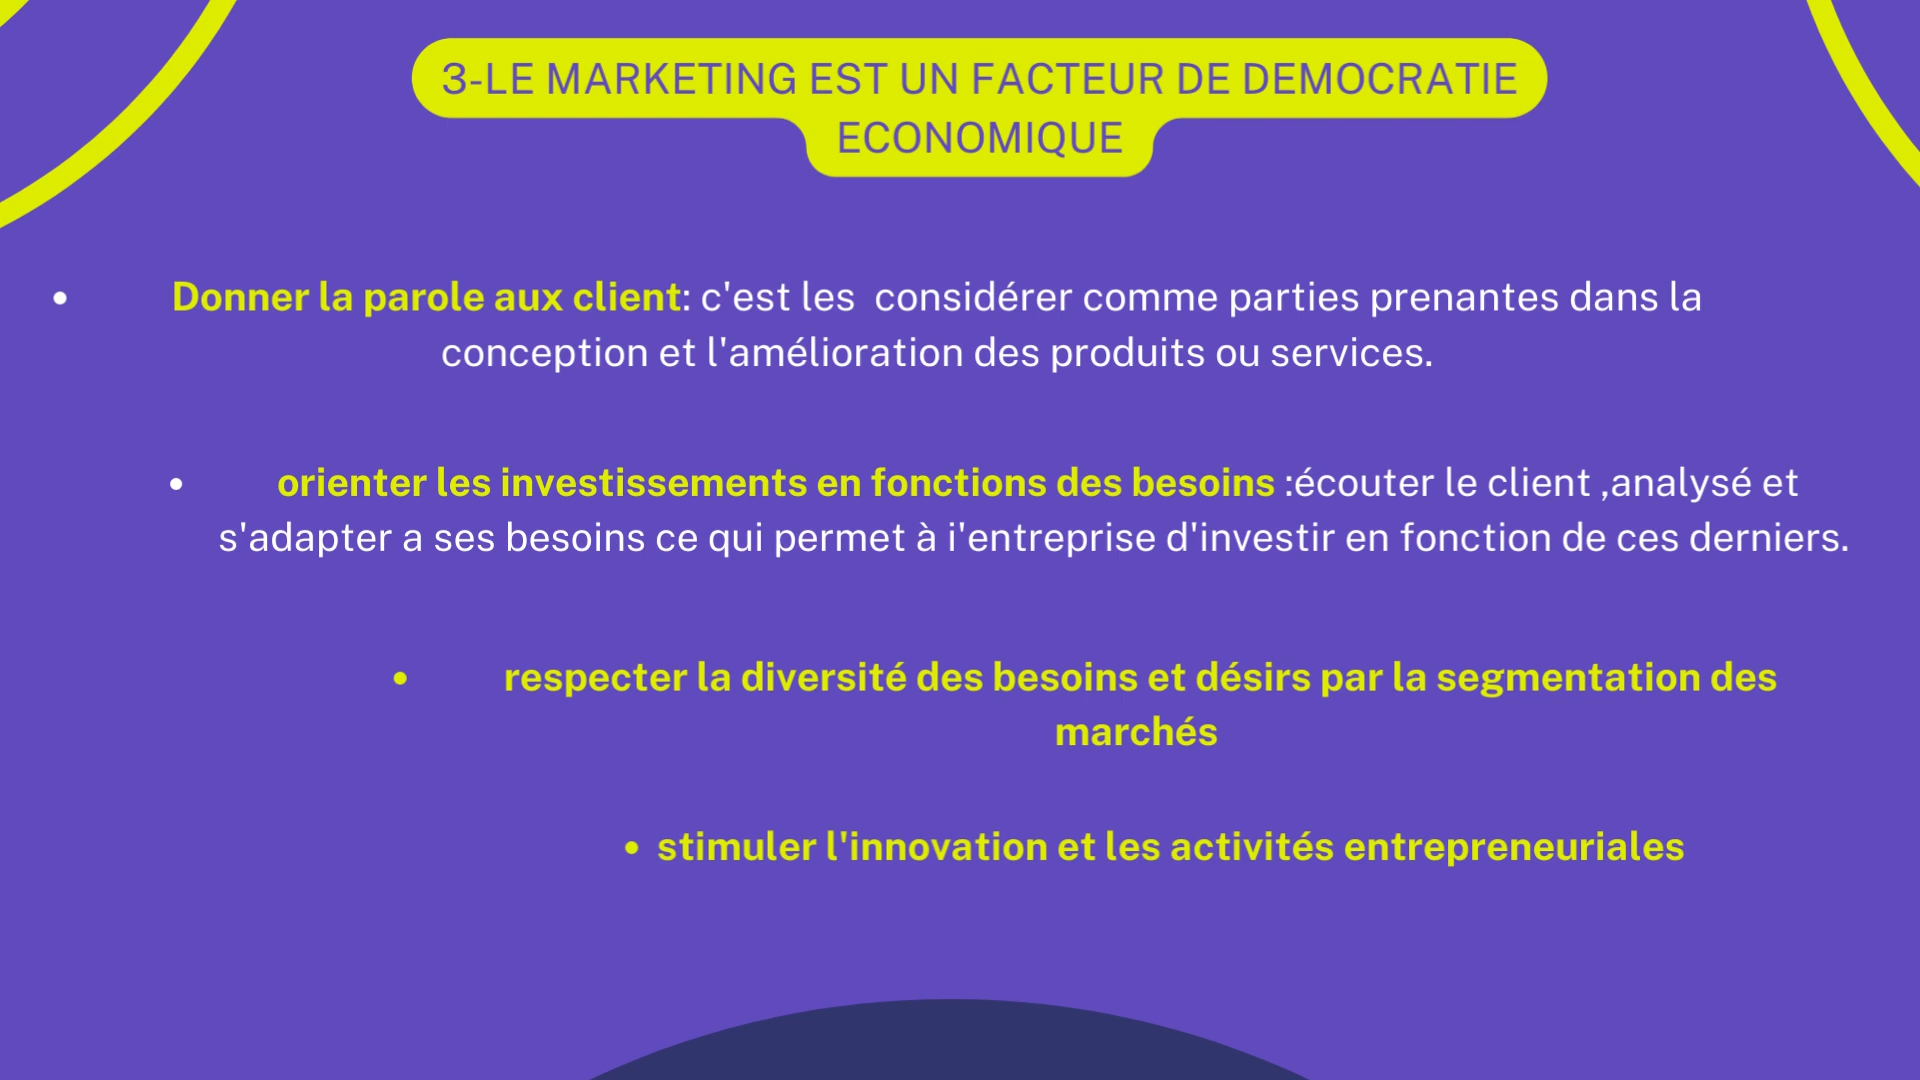 3-LE MARKETING EST UN FACTEUR DE DEMOCRATIE
ECONOMIQUE
• Donner la parole aux client: c'est les considérer comme parties prenantes dans la
conception et l'amélioration des produits ou services.
• orienter les investissements en fonctions des besoins :écouter le client ,analysé et
s'adapter a ses besoins ce qui permet à i'entreprise d'investir en fonction de ces derniers.
• respecter la diversité des besoins et désirs par la segmentation des
marchés
• stimuler l'innovation et les activités entrepreneuriales